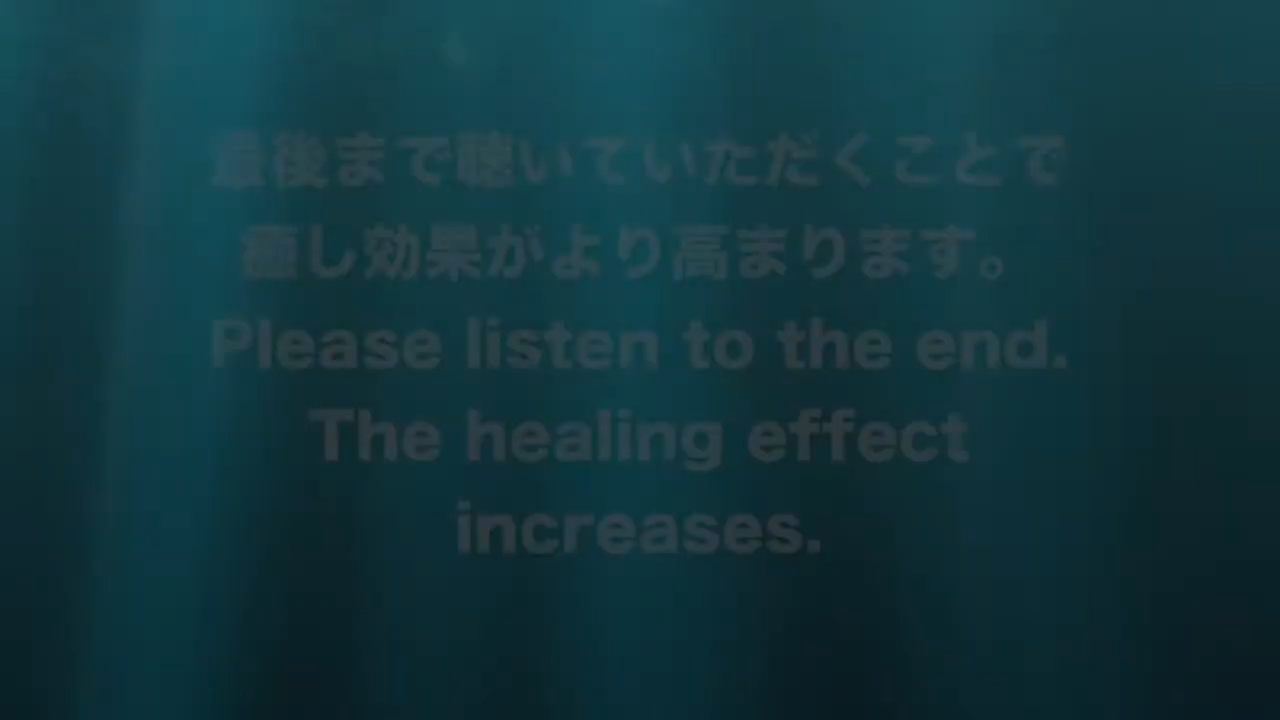 最後まで聴いていただくことで
癒し効果がより高まります。
Please listen to the end.
The healing effect
increases.